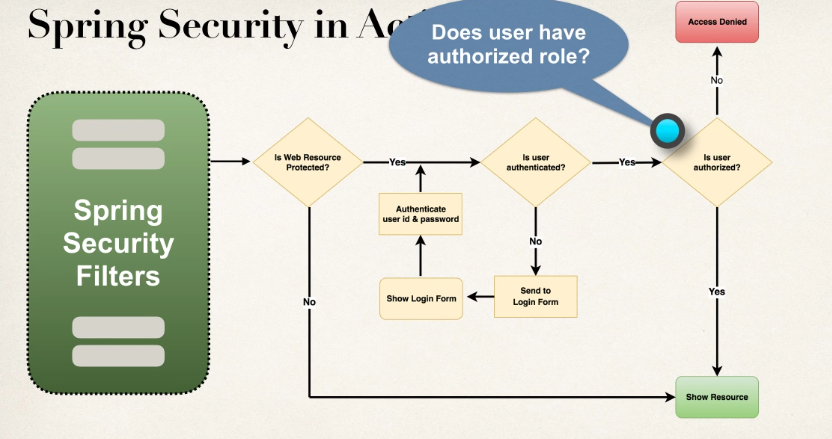 Spring Security in Ac
Does user have
authorized role?
Access Denied
No
Spring
Security
Filters
Is Web Resource
Protected?
Yes
Is user
authenticated?
Yes
Is user
authorized?
Authenticate
user id & password
No
Show Login Form
Send to
Login Form
No
Yes
Show Resource